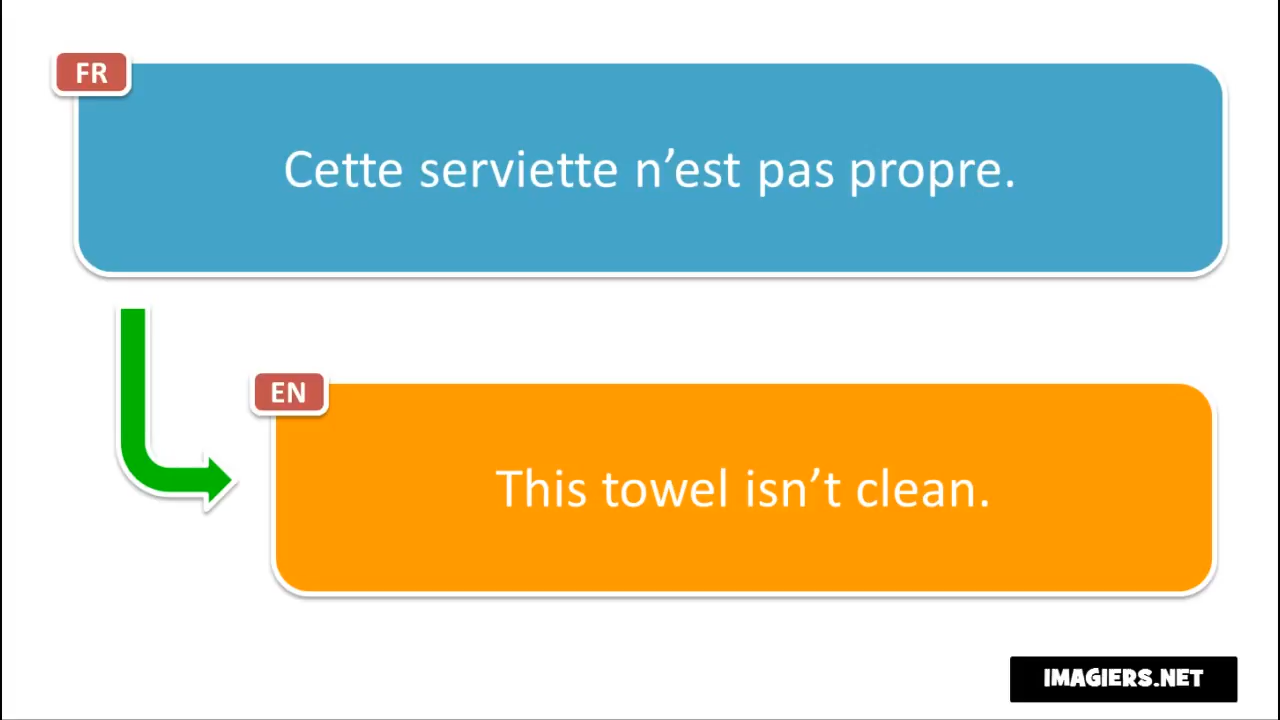 FR
Cette serviette n’est pas propre.
EN
This towel isn’t clean.
IMAGIERS.NET